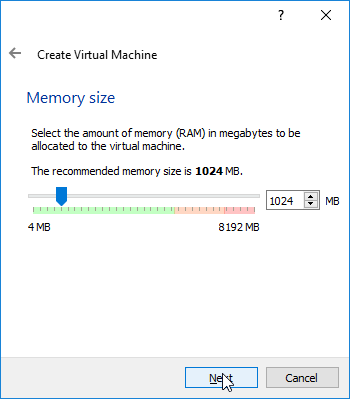 ?
Create Virtual Machine
Memory size
Select the amount of memory (RAM) in megabytes to be
allocated to the virtual machine.
The recommended memory size is 1024 MB.
1024 MB
4 MB 8192 MB
Next Cancel